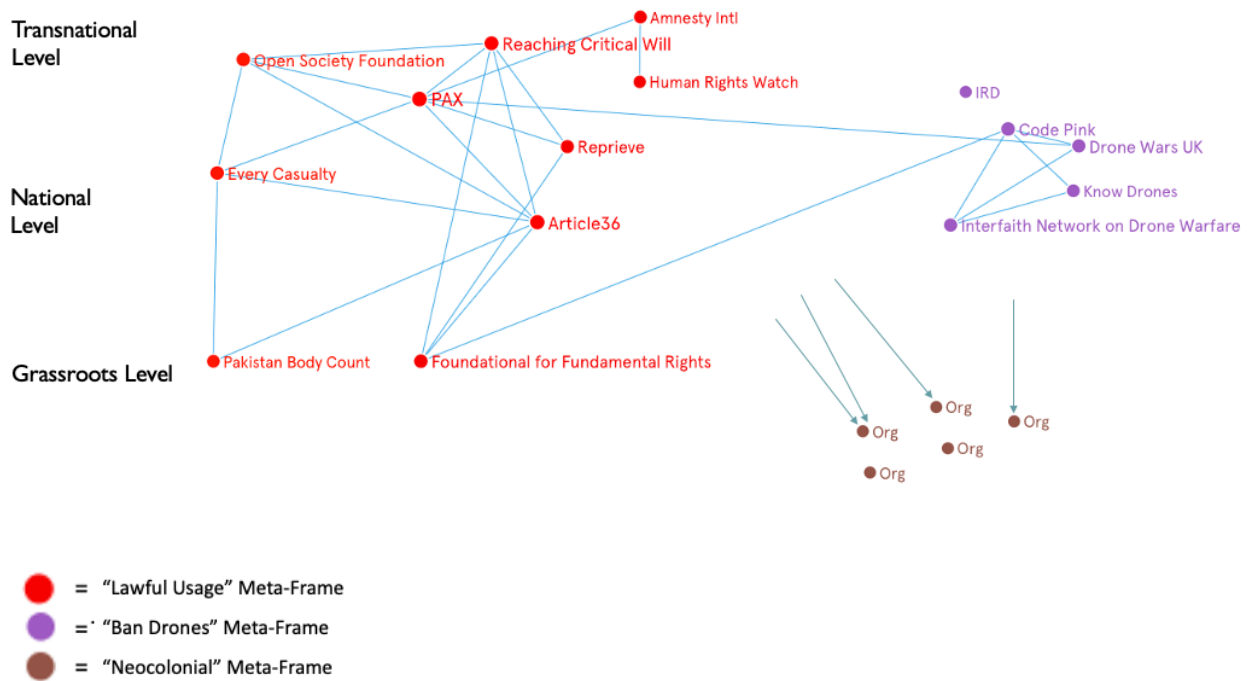 Transnational
Level
Amnesty Intl
Reaching Critical Will
Open Society Foundation
Human Rights Watch
PAX
IRD
Code Pink
Drone Wars UK
Reprieve
Every Casualty
National
Level
Know Drones
Article36
Interfaith Network on Drone Warfare
Grassroots Level
Pakistan Body Count
Foundational for Fundamental Rights
Org
Org
Org
Org
Org
= “Lawful Usage” Meta-Frame
= “Ban Drones” Meta-Frame
= “Neocolonial” Meta-Frame